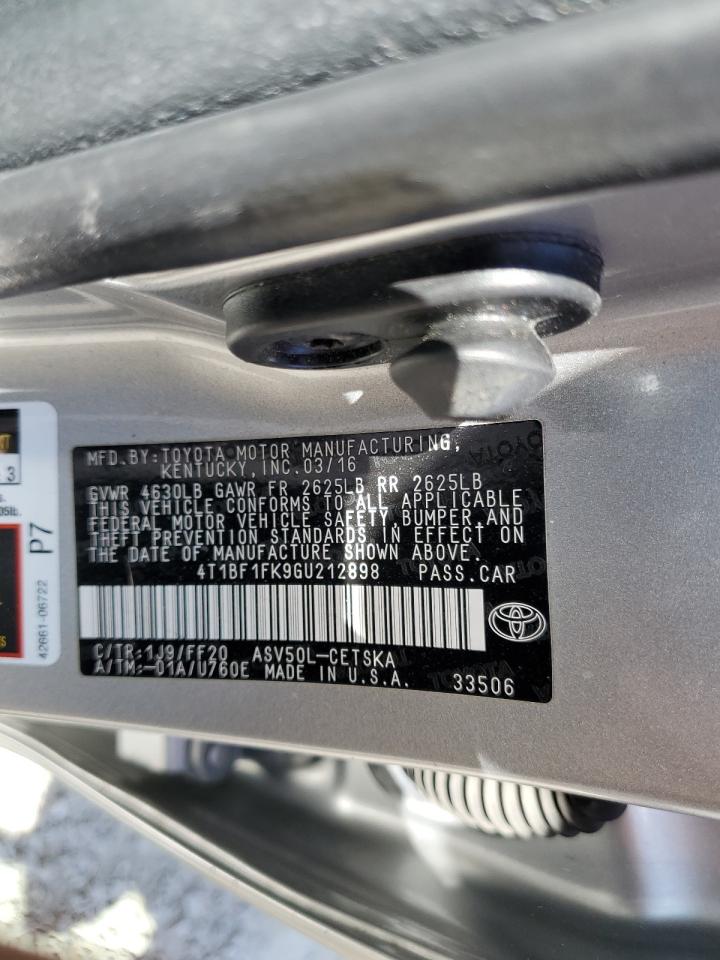 MFD.BY:TOYOTA MOTOR MANUFACTURING,
KENTUCKY, INC.03/16
GVWR 4630LB GAWR FR 2625LB RR 2625LB
THIS VEHICLE CONFORMS TO ALL APPLICABLE
FEDERAL MOTOR VEHICLE SAFETY,BUMPER,AND
THEFT PREVENTION STANDARDS IN EFFECT ON
THE DATE OF MANUFACTURE SHOWN ABOVE.
4T1BF1FK9GU212898 PASS.CAR
C/TR:1J9/FF20 ASV50L-CETSKA
A/TM:-01A/U760E MADE IN U.S.A. 33506
TOYOTA
TOYOTA
P7
42661-06722
3